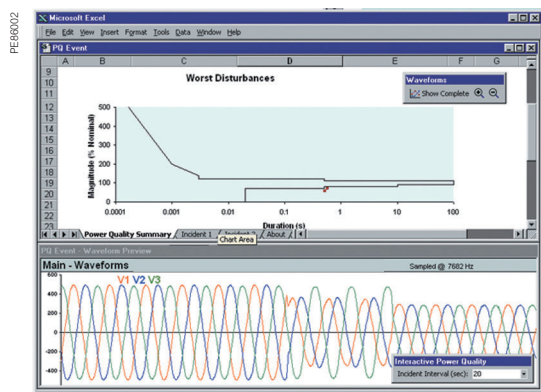 PE86002
Microsoft Excel
File Edit View Insert Format Tools Data Window Help
PQ Event
A B C D E F G
9
10
11
12
13
14
15
16
17
18
19
20
21
22
23
Worst Disturbances
Waveforms
Show Complete
Magnitude (% Nominal)
500
400
300
200
100
0
0.0001 0.001 0.01 0.1 1 10 100
Duration (s)
Power Quality Summary Incident 1 Incident 2 About
Chart Area
PQ Event - Waveform Preview
Main - Waveforms
Sampled @ 7682 Hz
V1 V2 V3
600
400
200
0
-200
-400
Interactive Power Quality
Incident Interval (sec): 20